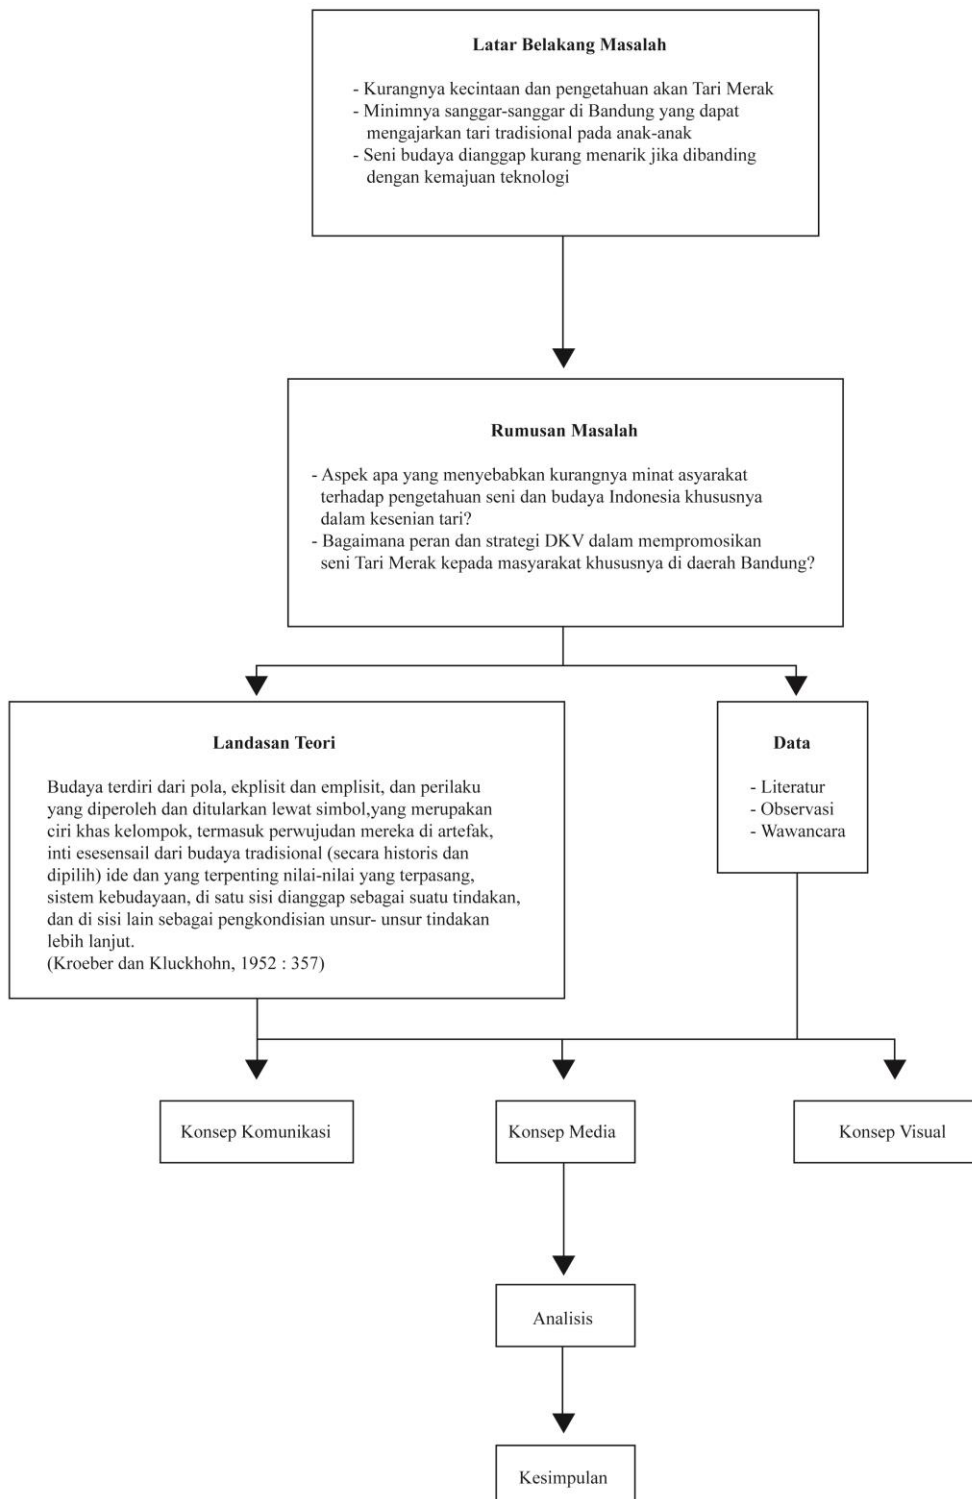 Latar Belakang Masalah
- Kurangnya kecintaan dan pengetahuan akan Tari Merak
- Minimnya sanggar-sanggar di Bandung yang dapat
mengajarkan tari tradisional pada anak-anak
- Seni budaya dianggap kurang menarik jika dibanding
dengan kemajuan teknologi
Rumusan Masalah
- Aspek apa yang menyebabkan kurangnya minat asyarakat
terhadap pengetahuan seni dan budaya Indonesia khususnya
dalam kesenian tari?
- Bagaimana peran dan strategi DKV dalam mempromosikan
seni Tari Merak kepada masyarakat khususnya di daerah Bandung?
Landasan Teori
Budaya terdiri dari pola, ekplisit dan emplisit, dan perilaku
yang diperoleh dan ditularkan lewat simbol,yang merupakan
ciri khas kelompok, termasuk perwujudan mereka di artefak,
inti esesensail dari budaya tradisional (secara historis dan
dipilih) ide dan yang terpenting nilai-nilai yang terpasang,
sistem kebudayaan, di satu sisi dianggap sebagai suatu tindakan,
dan di sisi lain sebagai pengkondisian unsur- unsur tindakan
lebih lanjut.
(Kroeber dan Kluckhohn, 1952 : 357)
Data
- Literatur
- Observasi
- Wawancara
Konsep Komunikasi
Konsep Media
Konsep Visual
Analisis
Kesimpulan